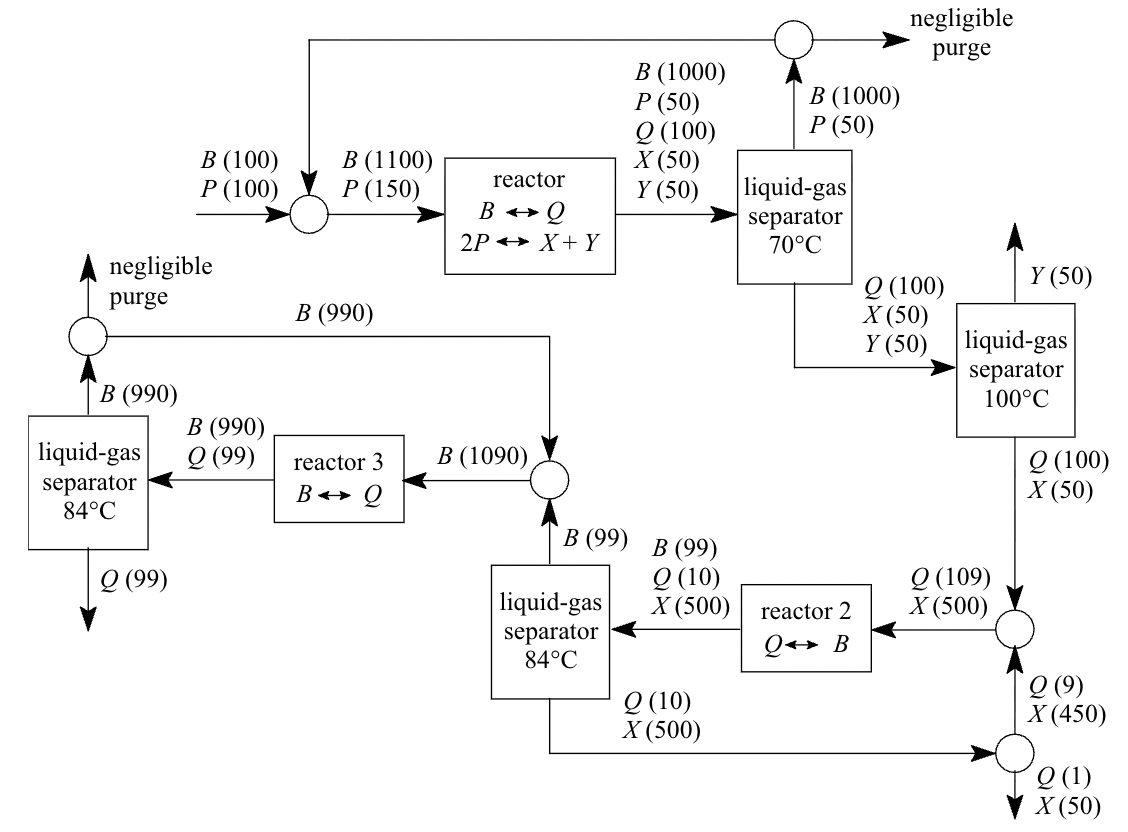 negligible
purge
B (1000)
P (50)
Q (100)
X (50)
Y (50)
B (1000)
P (50)
B (100)
P (100)
B (1100)
P (150)
reactor
B ↔ Q
2P ↔ X + Y
liquid-gas
separator
70°C
Q (100)
X (50)
Y (50)
Y (50)
liquid-gas
separator
100°C
Q (100)
X (50)
negligible
purge
B (990)
B (990)
liquid-gas
separator
84°C
B (990)
Q (99)
reactor 3
B ↔ Q
B (1090)
Q (99)
B (99)
liquid-gas
separator
84°C
B (99)
Q (10)
X (500)
reactor 2
Q ↔ B
Q (109)
X (500)
Q (10)
X (500)
Q (9)
X (450)
Q (1)
X (50)